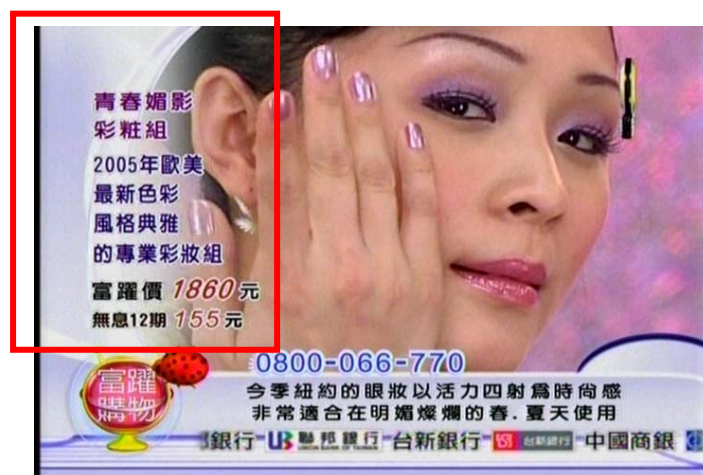 青春媚影
彩粧組
2005年歐美
最新色彩
風格典雅
的專業彩妝組
富躍價 1860元
無息12期 155元
0800-066-770
富躍
購物
今季紐約的眼妝以活力四射為時尚感
非常適合在明媚燦爛的春.夏天使用
銀行 聯邦銀行 台新銀行 台新銀行 中國商銀